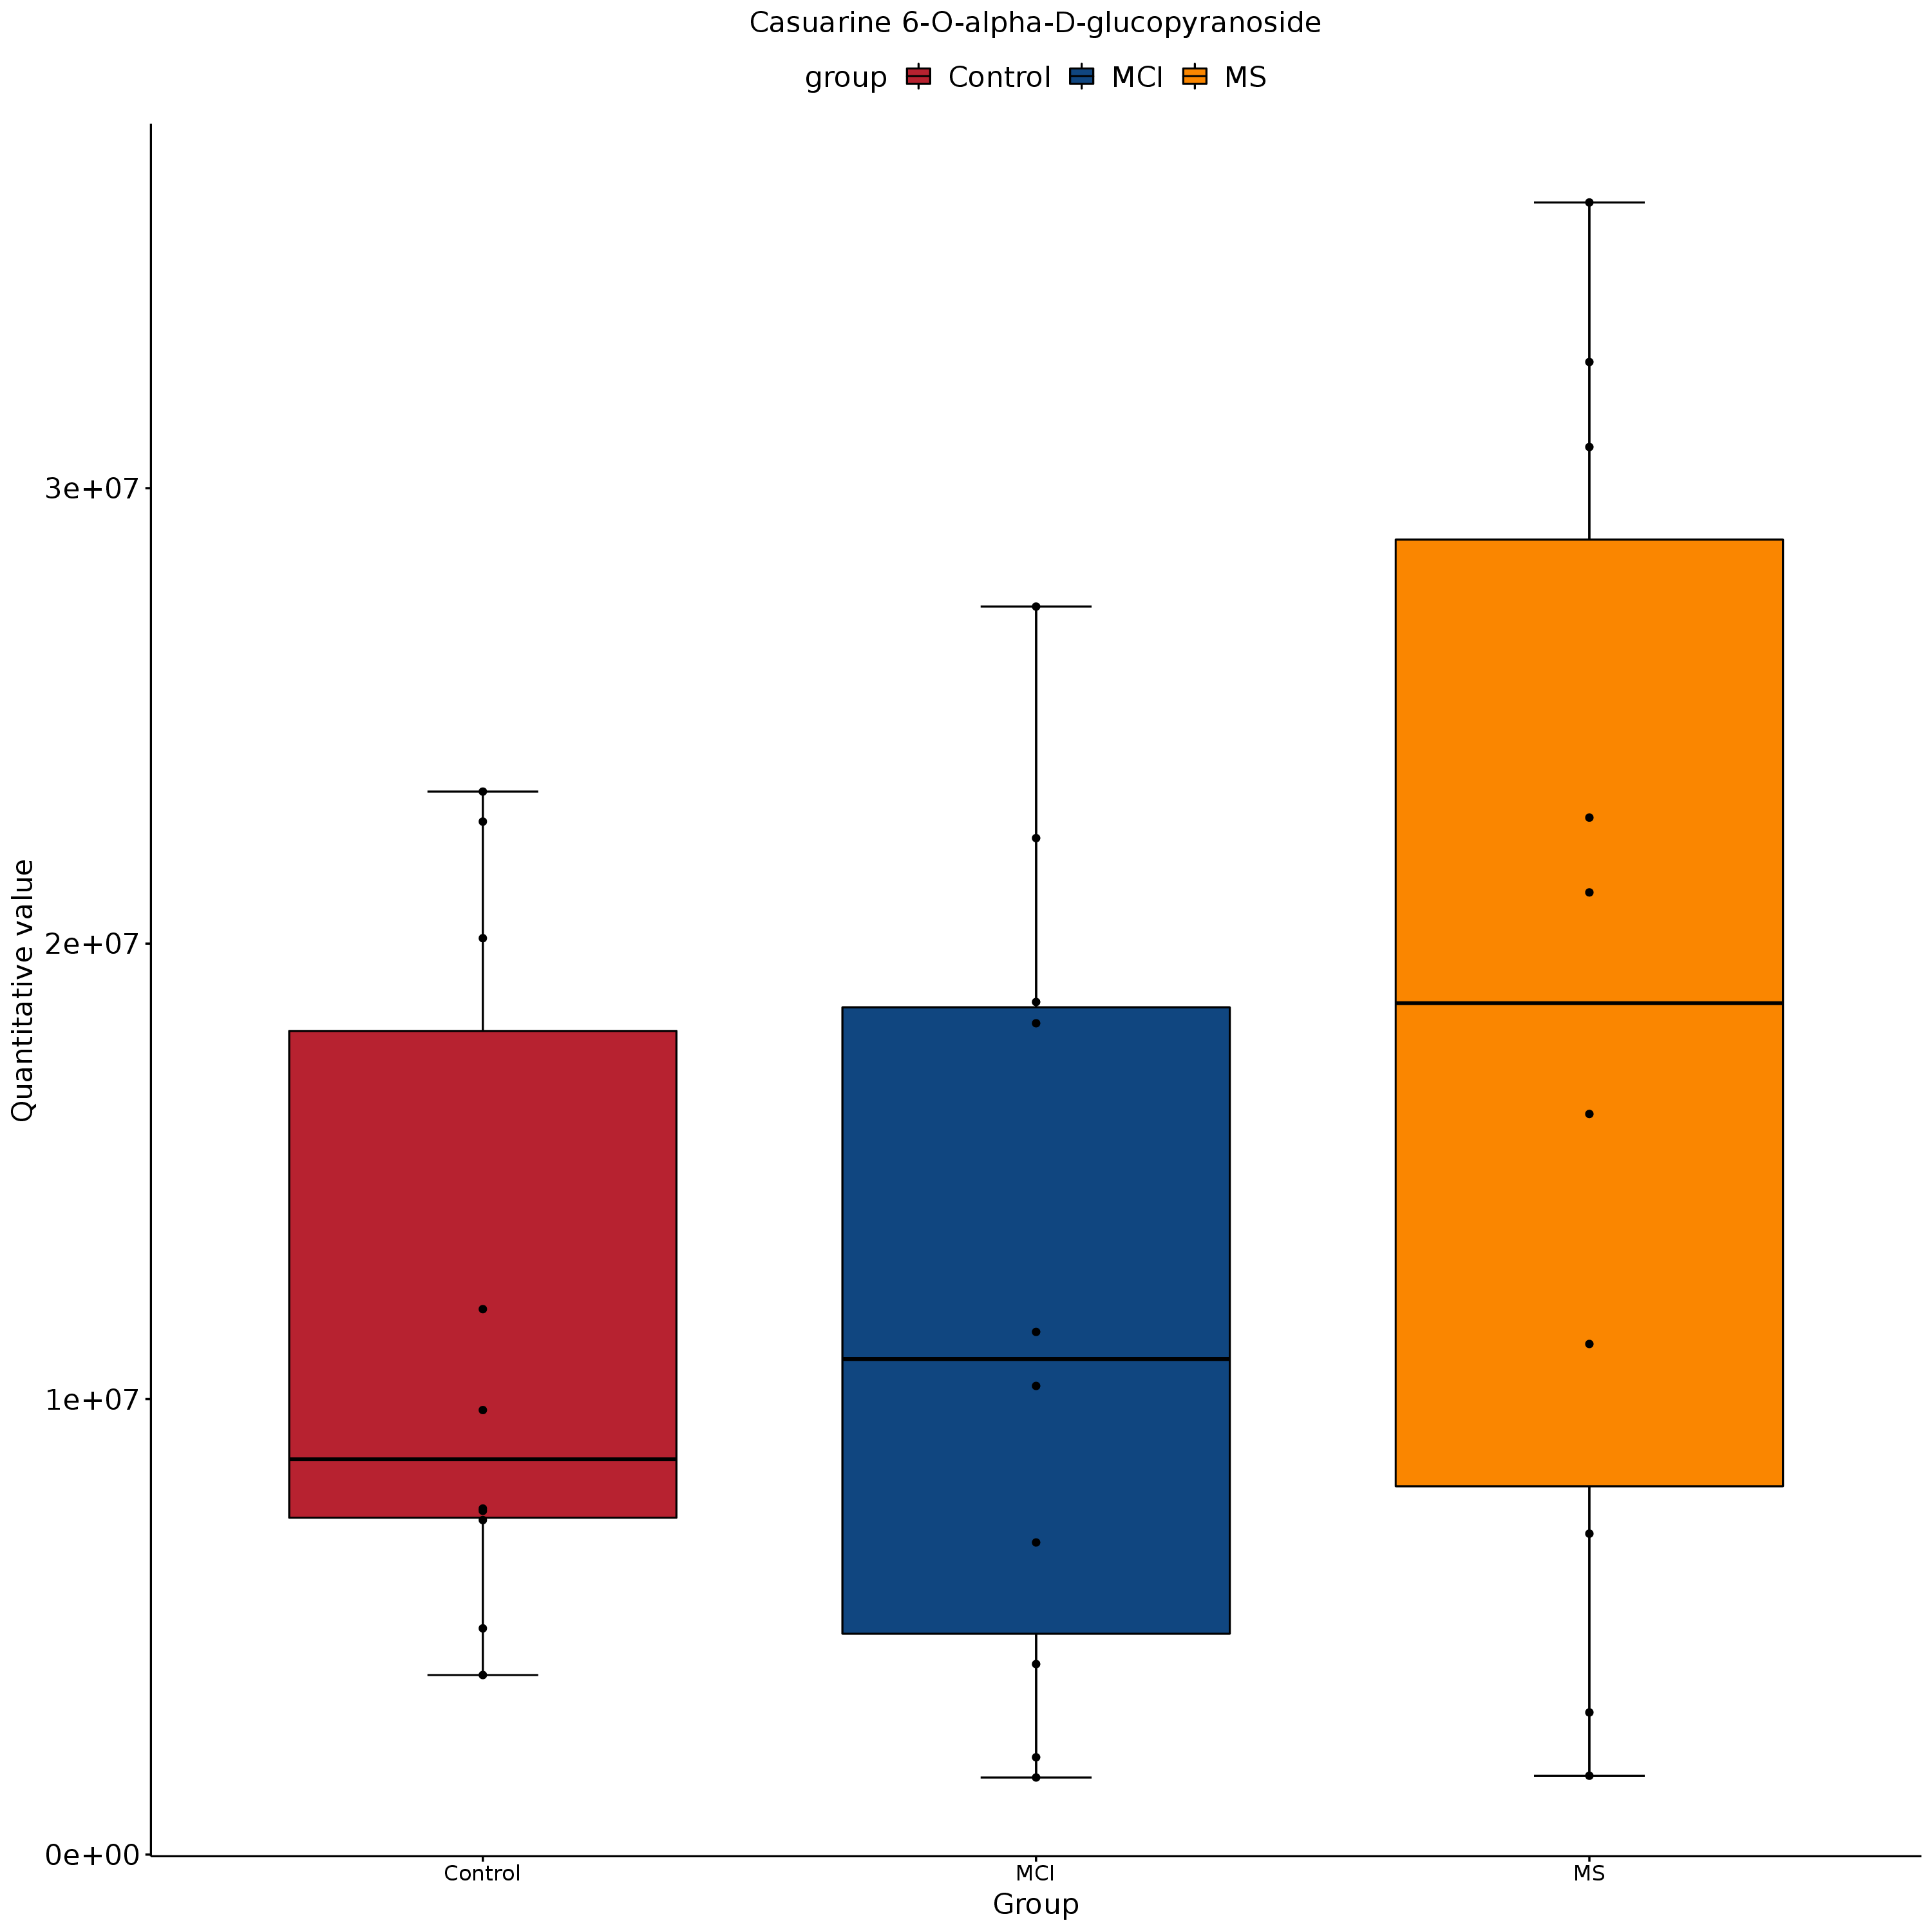 Casuarine 6-O-alpha-D-glucopyranoside
group Control MCI MS
3e+07
2e+07
1e+07
0e+00
Quantitative value
Control MCI MS
Group